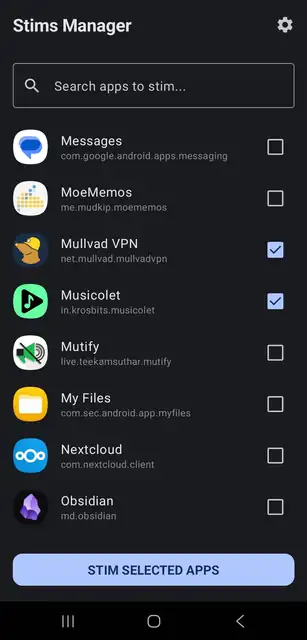 Stims Manager
Search apps to stim...
Messages
com.google.android.apps.messaging
MoeMemos
me.mudkip.moememos
Mullvad VPN
net.mullvad.mullvadvpn
Musicolet
in.krosbits.musicolet
Mutify
live.teekamsuthar.mutify
My Files
com.sec.android.app.myfiles
Nextcloud
com.nextcloud.client
Obsidian
md.obsidian
STIM SELECTED APPS